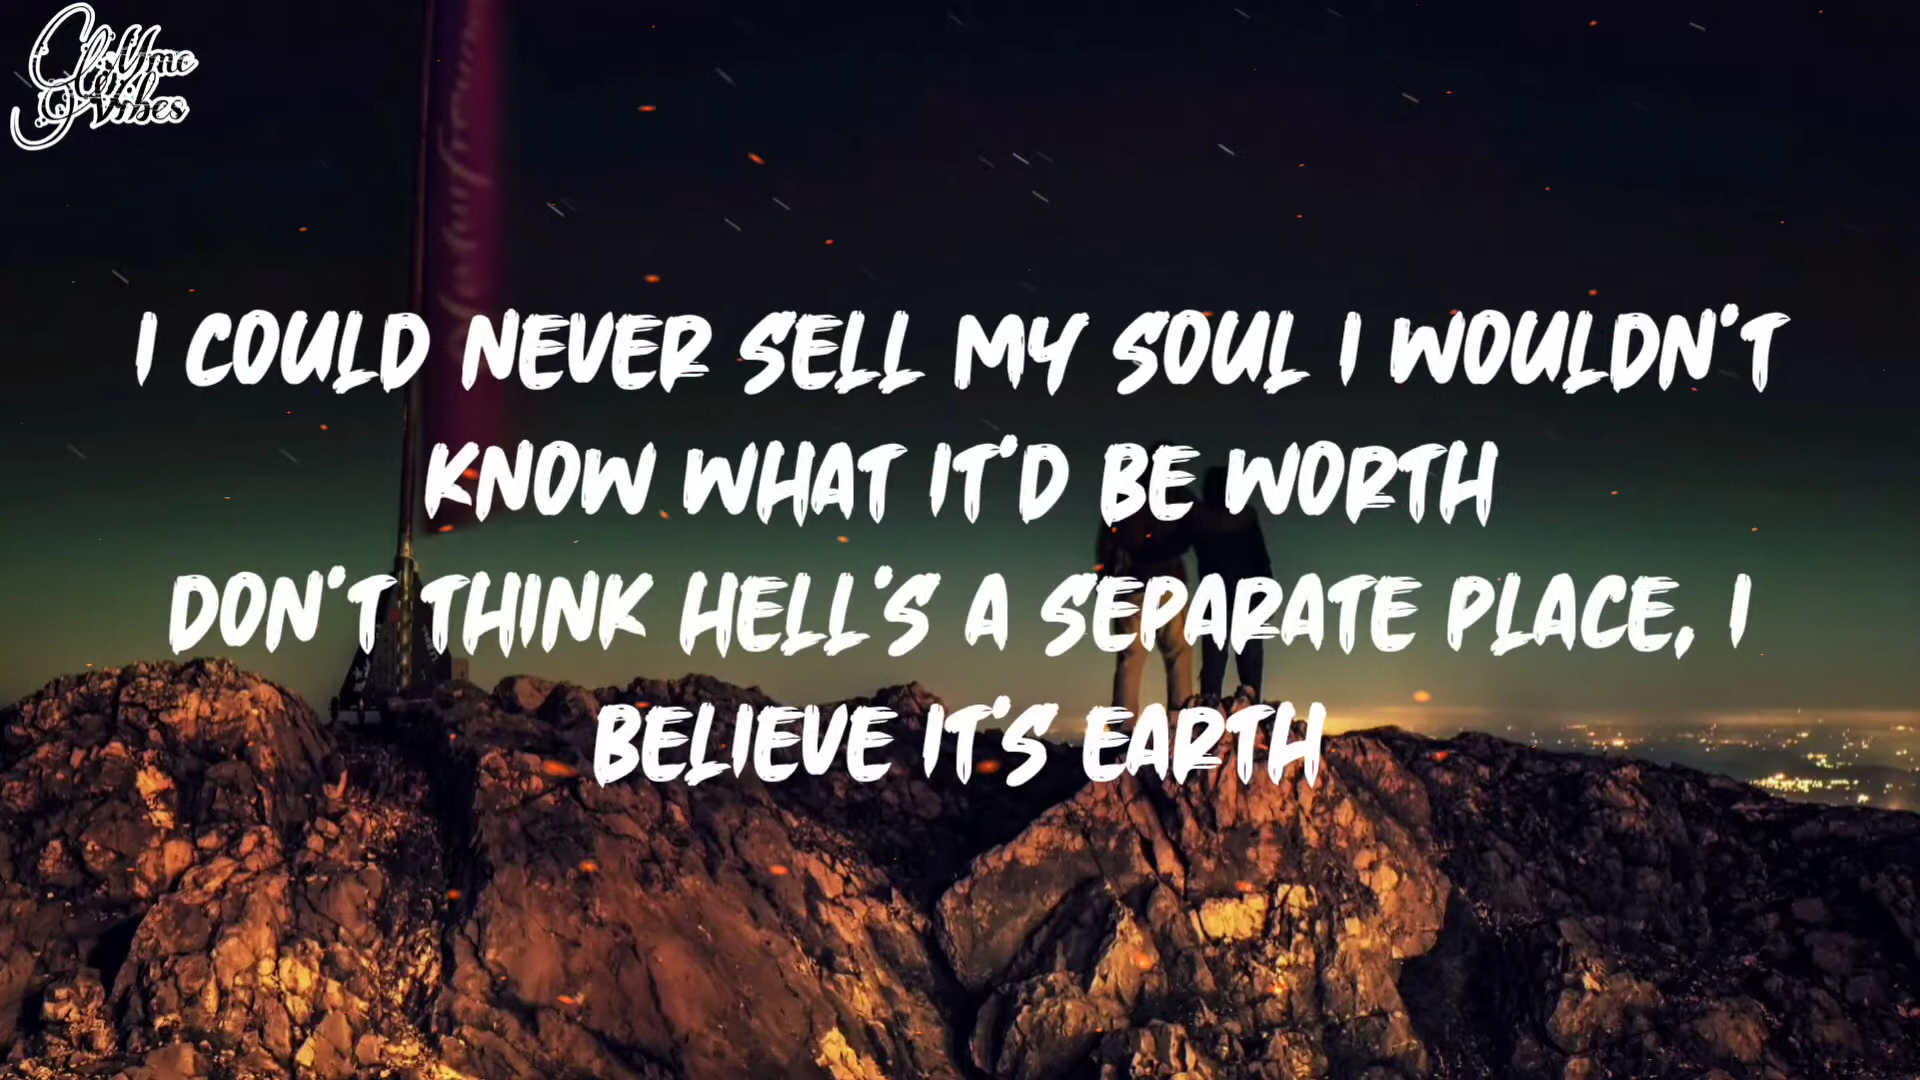 Vibes
I COULD NEVER SELL MY SOUL I WOULDN'T
KNOW WHAT IT'D BE WORTH
DON'T THINK HELL'S A SEPARATE PLACE, I
BELIEVE IT'S EARTH